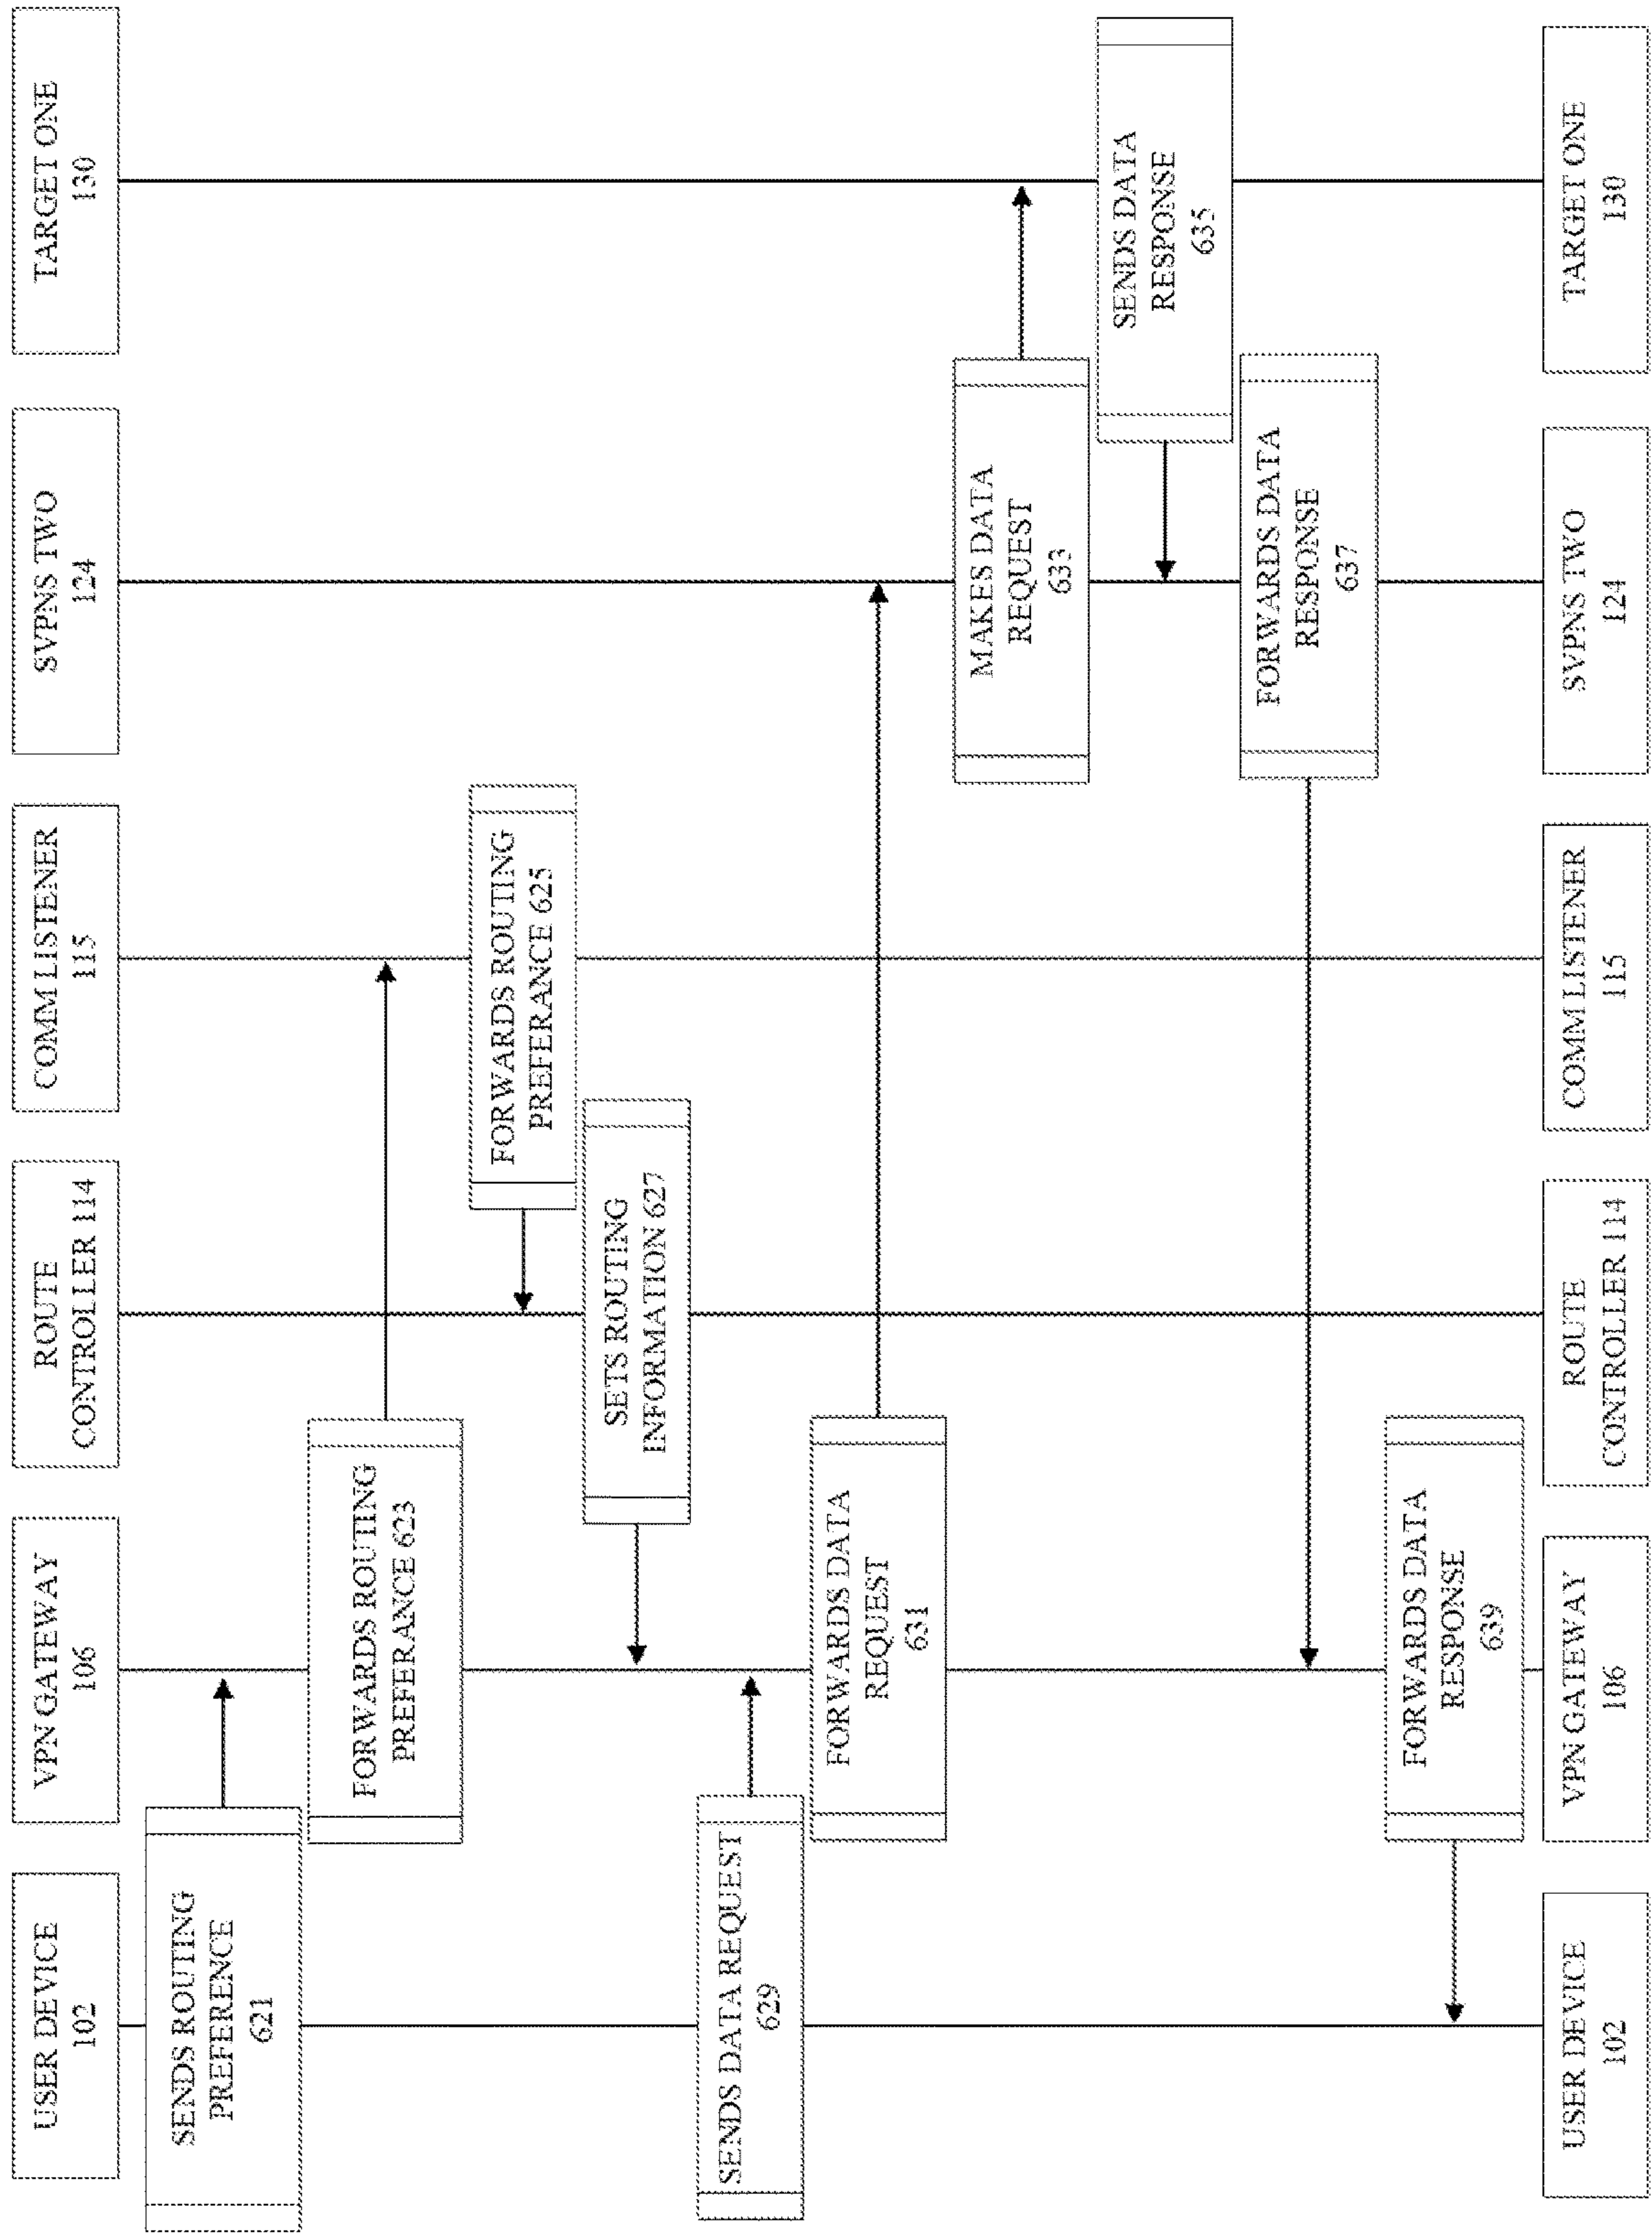 USER DEVICE
102
VPN GATEWAY
106
ROUTE
CONTROLLER 114
COMM LISTENER
115
SVPNS TWO
124
TARGET ONE
130
SENDS ROUTING
PREFERENCE
621
FORWARDS ROUTING
PREFERANCE 623
FORWARDS ROUTING
PREFERANCE 625
SETS ROUTING
INFORMATION 627
SENDS DATA REQUEST
629
FORWARDS DATA
REQUEST
631
MAKES DATA
REQUEST
633
SENDS DATA
RESPONSE
635
FORWARDS DATA
RESPONSE
637
FORWARDS DATA
RESPONSE
639
USER DEVICE
102
VPN GATEWAY
106
ROUTE
CONTROLLER 114
COMM LISTENER
115
SVPNS TWO
124
TARGET ONE
130